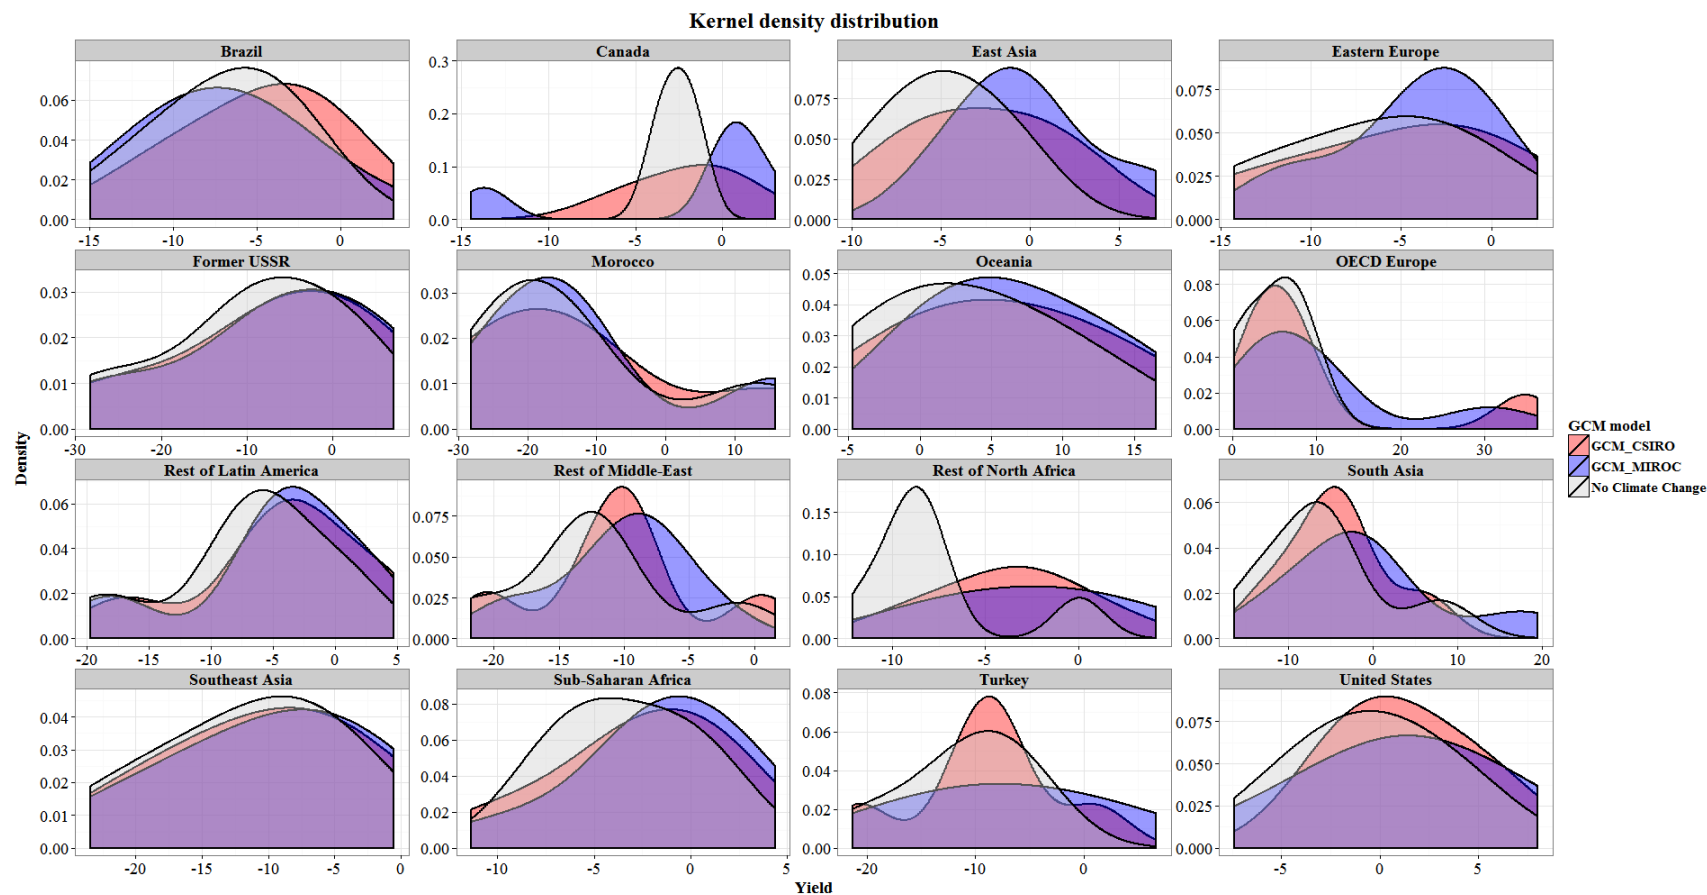 Kernel density distribution
Brazil
Canada
East Asia
Eastern Europe
0.06
0.04
0.02
0.00
-15 -10 -5 0
0.3
0.2
0.1
0.0
-15 -10 -5 0
0.075
0.050
0.025
0.000
-10 -5 0 5
0.075
0.050
0.025
0.000
-15 -10 -5 0
Former USSR
Morocco
Oceania
OECD Europe
0.03
0.02
0.01
0.00
-30 -20 -10 0
0.03
0.02
0.01
0.00
-30 -20 -10 0 10
0.05
0.04
0.03
0.02
0.01
0.00
-5 0 5 10 15
0.08
0.06
0.04
0.02
0.00
0 10 20 30
Rest of Latin America
Rest of Middle-East
Rest of North Africa
South Asia
0.06
0.04
0.02
0.00
-20 -15 -10 -5 0 5
0.075
0.050
0.025
0.000
-20 -15 -10 -5 0
0.15
0.10
0.05
0.00
-10 -5 0
0.06
0.04
0.02
0.00
-10 0 10 20
Southeast Asia
Sub-Saharan Africa
Turkey
United States
0.04
0.03
0.02
0.01
0.00
-20 -15 -10 -5 0
0.08
0.06
0.04
0.02
0.00
-10 -5 0 5
0.08
0.06
0.04
0.02
0.00
-20 -10 0
0.075
0.050
0.025
0.000
-5 0 5
Density
Yield
GCM model
GCM_CSIRO
GCM_MIROC
No Climate Change